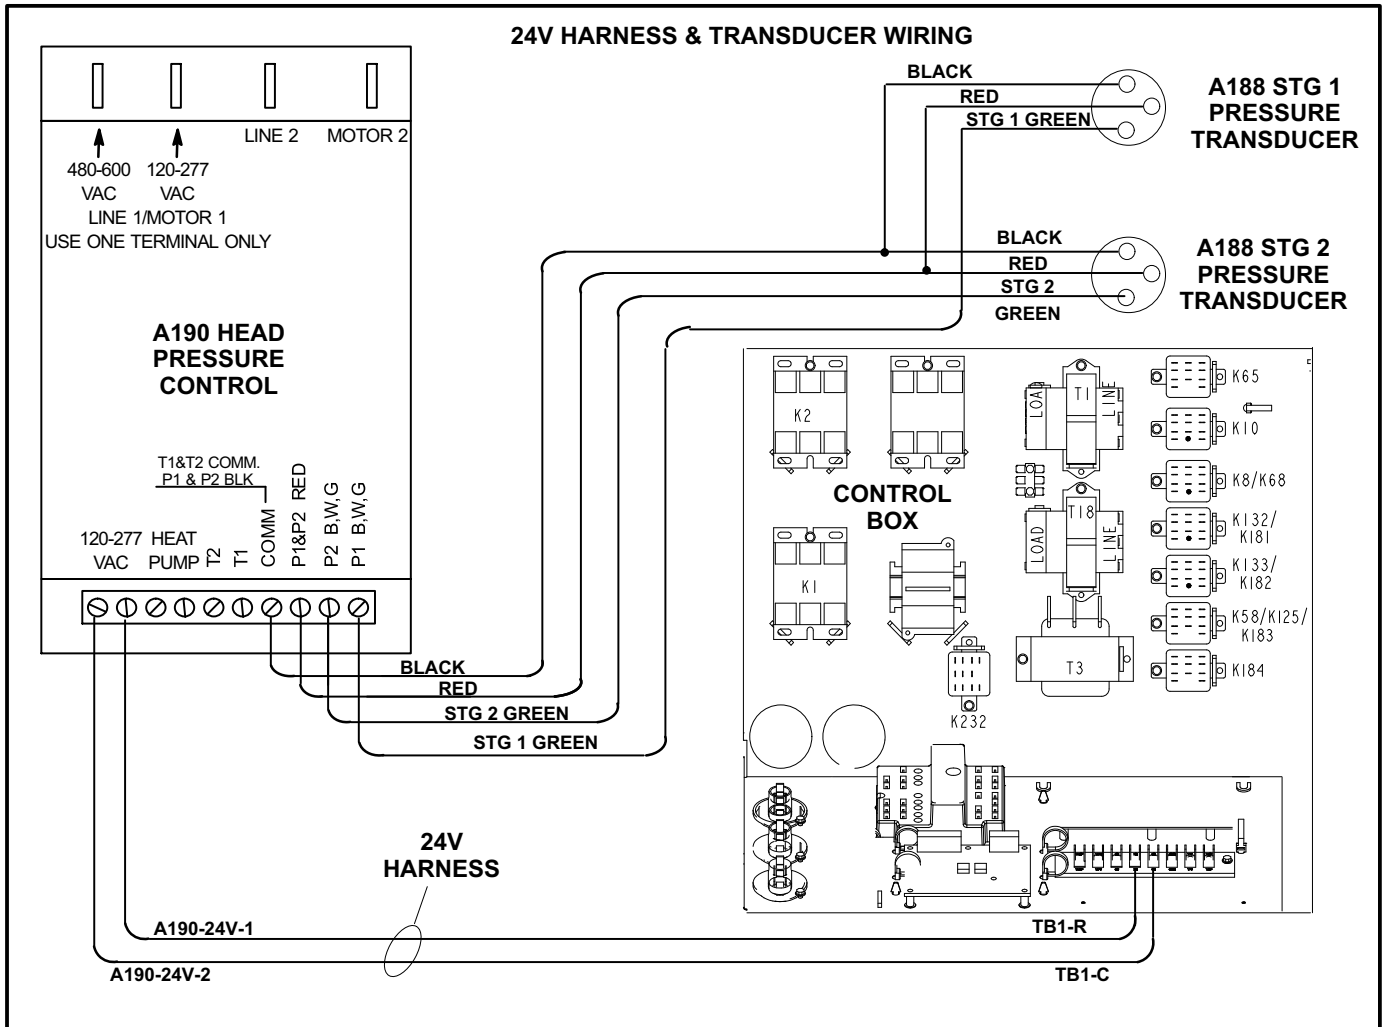 24V HARNESS & TRANSDUCER WIRING
BLACK
RED
STG 1 GREEN
A188 STG 1
PRESSURE
TRANSDUCER
LINE 2
MOTOR 2
480-600
VAC
120-277
VAC
LINE 1/MOTOR 1
USE ONE TERMINAL ONLY
BLACK
RED
STG 2
GREEN
A188 STG 2
PRESSURE
TRANSDUCER
A190 HEAD
PRESSURE
CONTROL
T1&T2 COMM.
P1 & P2 BLK
120-277
VAC
HEAT
PUMP
T2
T1
COMM
P1&P2 RED
P2 B,W,G
P1 B,W,G
BLACK
RED
STG 2 GREEN
STG 1 GREEN
CONTROL
BOX
K2
K1
LOA
T1
LINE
LOAD
T18
LINE
T3
K232
K65
K10
K8/K68
K132/
K181
K133/
K182
K58/K125/
K183
K184
24V
HARNESS
A190-24V-1
TB1-R
A190-24V-2
TB1-C